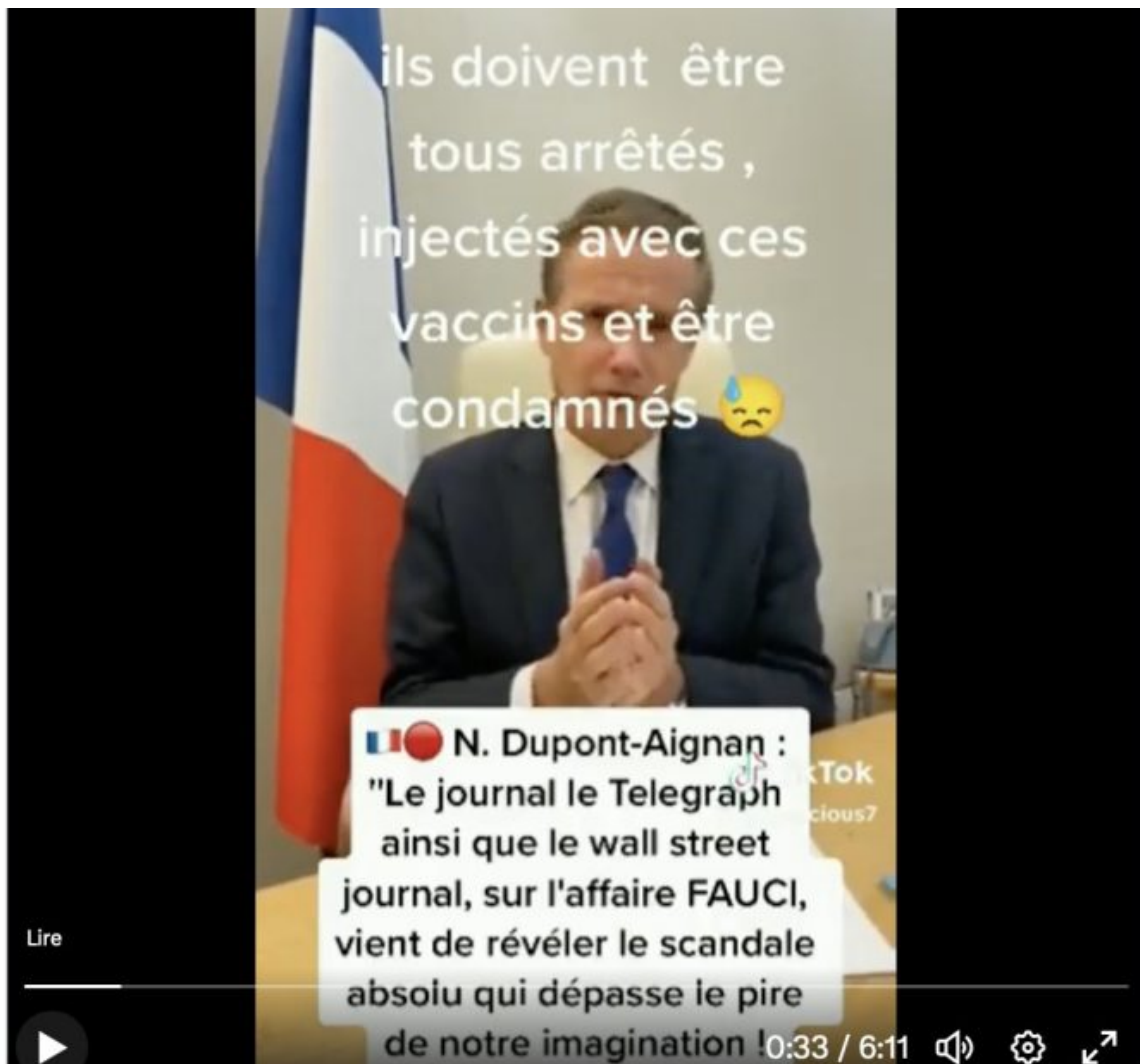 ils doivent être
tous arrêtés ,
injectés avec ces
vaccins et être
condamnés 😓
🇫🇷🔴 N. Dupont-Aignan :
"Le journal le Telegraph
ainsi que le wall street
journal, sur l'affaire FAUCI,
vient de révéler le scandale
absolu qui dépasse le pire
de notre imagination !
kTok
cious7
Lire
0:33 / 6:11